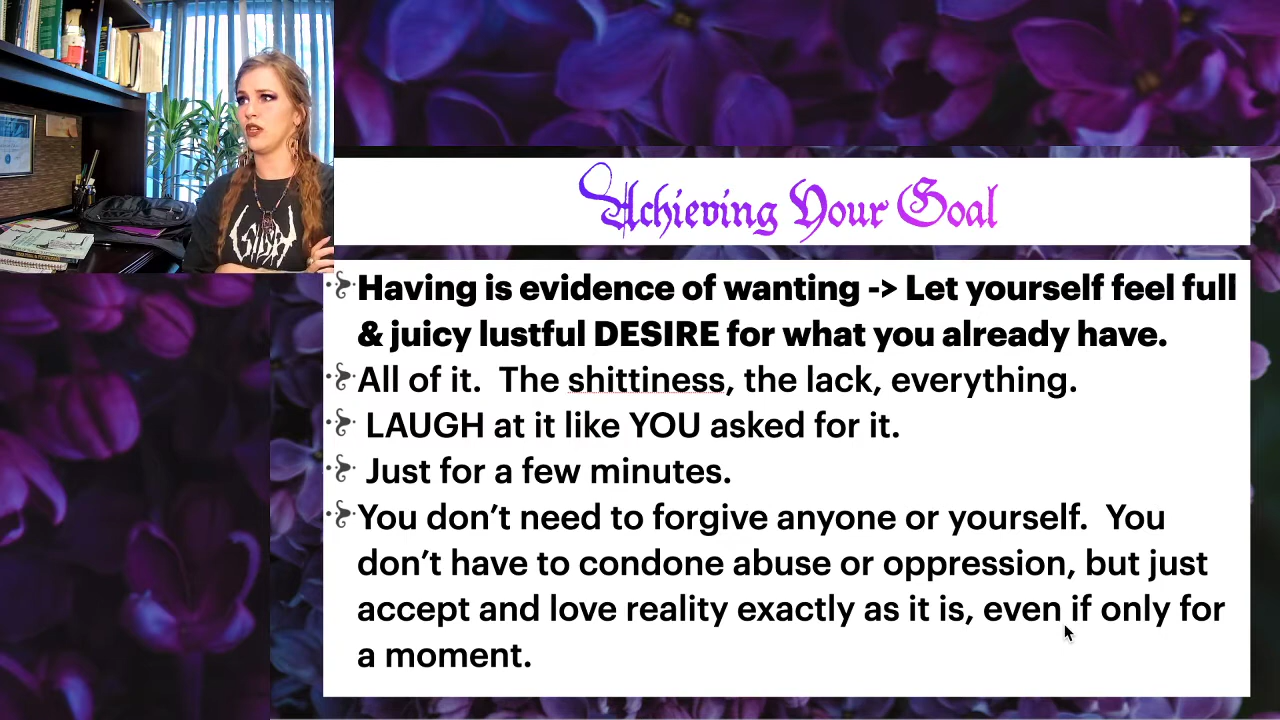 Achieving Your Goal
Having is evidence of wanting -> Let yourself feel full
& juicy lustful DESIRE for what you already have.
All of it.  The shittiness, the lack, everything.
LAUGH at it like YOU asked for it.
Just for a few minutes.
You don’t need to forgive anyone or yourself.  You
don’t have to condone abuse or oppression, but just
accept and love reality exactly as it is, even if only for
a moment.